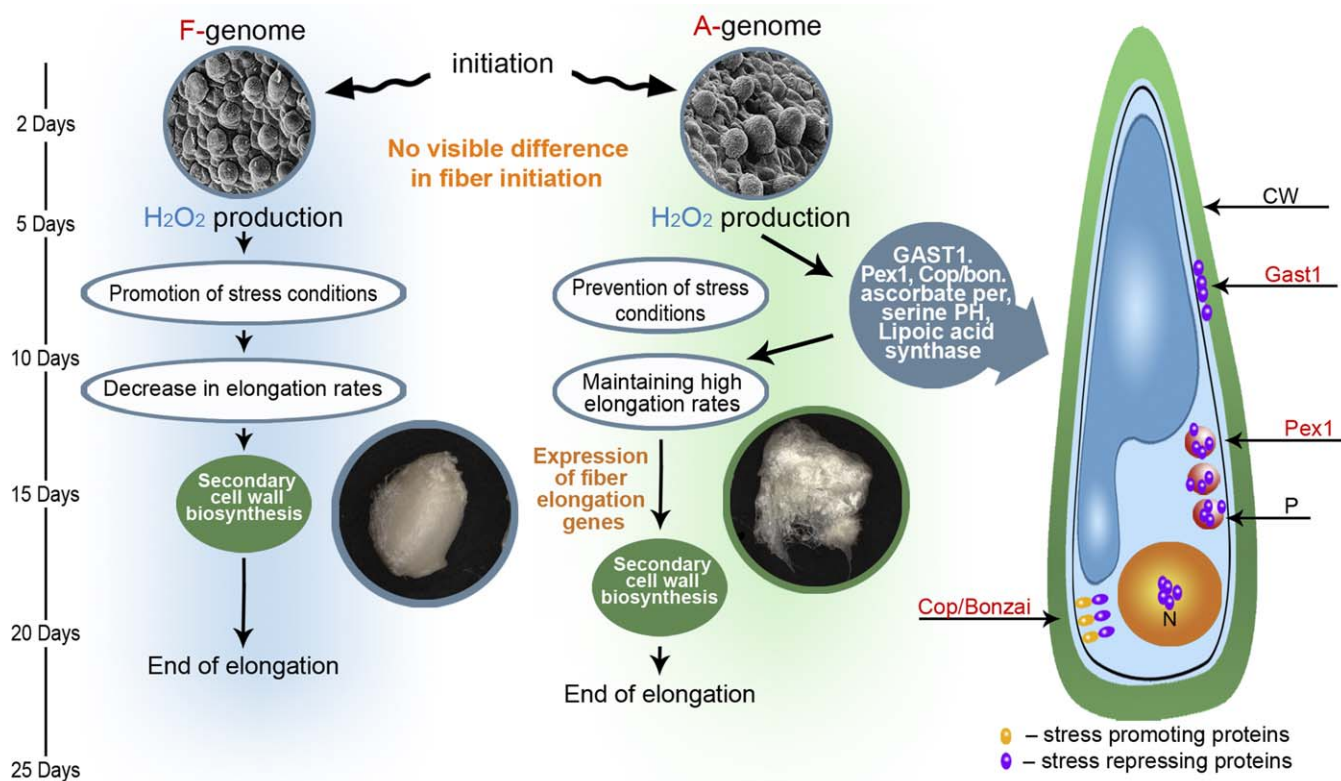 F-genome
A-genome
initiation
2 Days
No visible difference
in fiber initiation
H2O2 production
H2O2 production
5 Days
CW
GAST1.
Pex1, Cop/bon.
ascorbate per,
serine PH,
Lipoic acid
synthase
Gast1
Promotion of stress conditions
Prevention of stress
conditions
10 Days
Decrease in elongation rates
Maintaining high
elongation rates
Pex1
Expression
of fiber
elongation
genes
15 Days
Secondary
cell wall
biosynthesis
P
Secondary
cell wall
biosynthesis
Cop/Bonzai
N
20 Days
End of elongation
End of elongation
– stress promoting proteins
– stress repressing proteins
25 Days